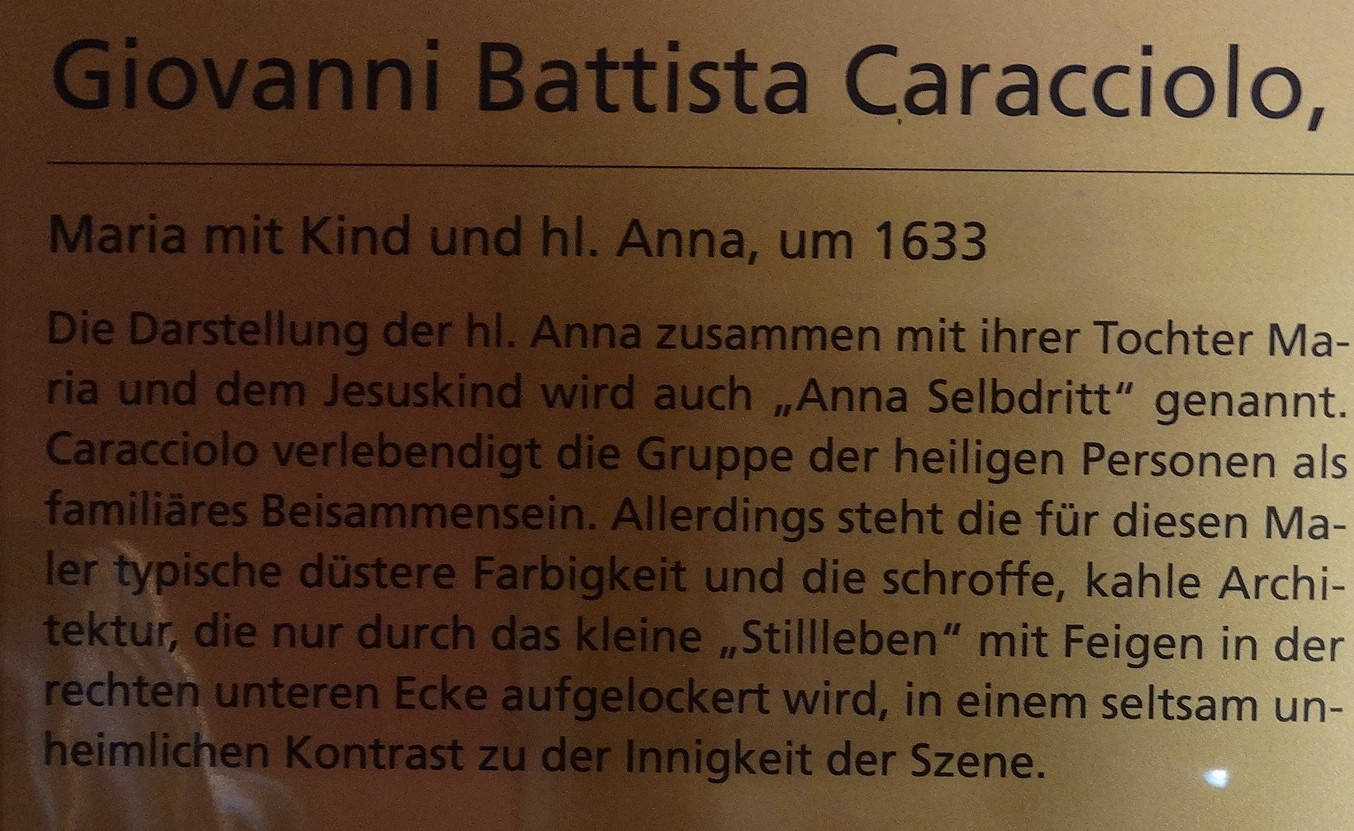 Giovanni Battista Caracciolo,
Maria mit Kind und hl. Anna, um 1633
Die Darstellung der hl. Anna zusammen mit ihrer Tochter Ma-
ria und dem Jesuskind wird auch „Anna Selbdritt“ genannt.
Caracciolo verlebendigt die Gruppe der heiligen Personen als
familiäres Beisammensein. Allerdings steht die für diesen Ma-
ler typische düstere Farbigkeit und die schroffe, kahle Archi-
tektur, die nur durch das kleine „Stillleben“ mit Feigen in der
rechten unteren Ecke aufgelockert wird, in einem seltsam un-
heimlichen Kontrast zu der Innigkeit der Szene.